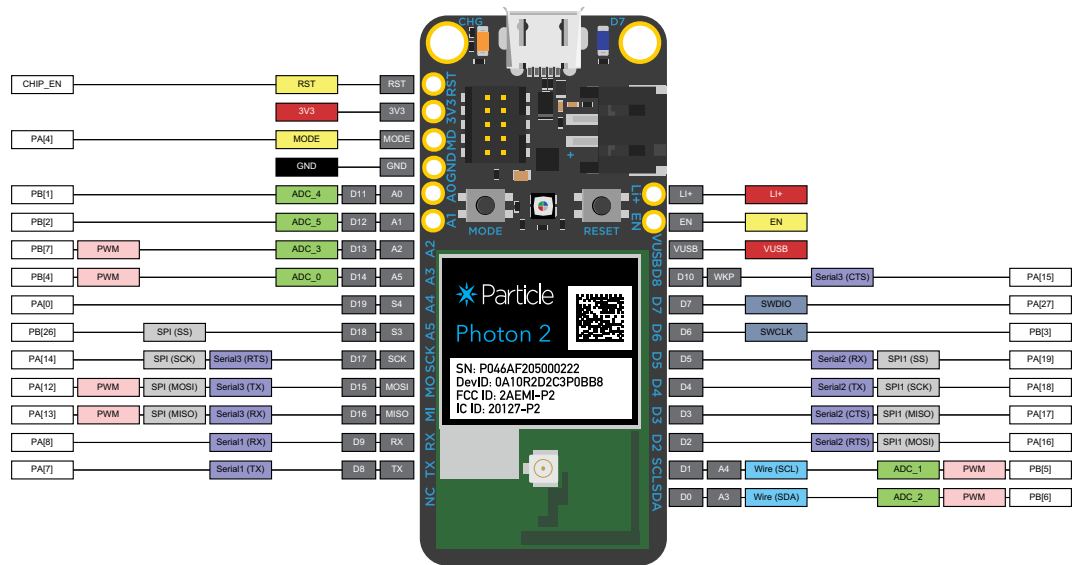 CHG D7
CHIP_EN RST RST RST
3V3 3V3 3V3
PA[4] MODE MODE MD
GND GND GND
PB[1] ADC_4 D11 A0 A0 LI+ LI+ LI+
PB[2] ADC_5 D12 A1 A1 EN EN EN
MODE RESET
PB[7] PWM ADC_3 D13 A2 A2 VUSB VUSB VUSB
PB[4] PWM ADC_0 D14 A5 A3 D8 D10 WKP Serial3 (CTS) PA[15]
PA[0] D19 S4 A4 D7 D7 SWDIO PA[27]
PB[26] SPI (SS) D18 S3 A5 D6 D6 SWCLK PB[3]
PA[14] SPI (SCK) Serial3 (RTS) D17 SCK SCK D5 D5 Serial2 (RX) SPI1 (SS) PA[19]
PA[12] PWM SPI (MOSI) Serial3 (TX) D15 MOSI MO D4 D4 Serial2 (TX) SPI1 (SCK) PA[18]
PA[13] PWM SPI (MISO) Serial3 (RX) D16 MISO MI D3 D3 Serial2 (CTS) SPI1 (MISO) PA[17]
PA[8] Serial1 (RX) D9 RX RX D2 D2 Serial2 (RTS) SPI1 (MOSI) PA[16]
PA[7] Serial1 (TX) D8 TX TX SCL D1 A4 Wire (SCL) ADC_1 PWM PB[5]
NC SDA D0 A3 Wire (SDA) ADC_2 PWM PB[6]
+
Particle
Photon 2
SN: P046AF205000222
DevID: 0A10R2D2C3P0BB8
FCC ID: 2AEMI-P2
IC ID: 20127-P2